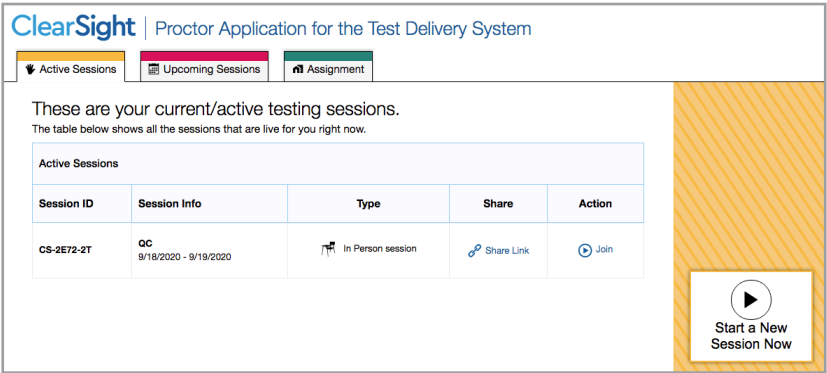 ClearSight | Proctor Application for the Test Delivery System
Active Sessions Upcoming Sessions Assignment
These are your current/active testing sessions.
The table below shows all the sessions that are live for you right now.
Active Sessions
Session ID Session Info Type Share Action
CS-2E72-2T QC 9/18/2020 - 9/19/2020 In Person session Share Link Join
Start a New
Session Now